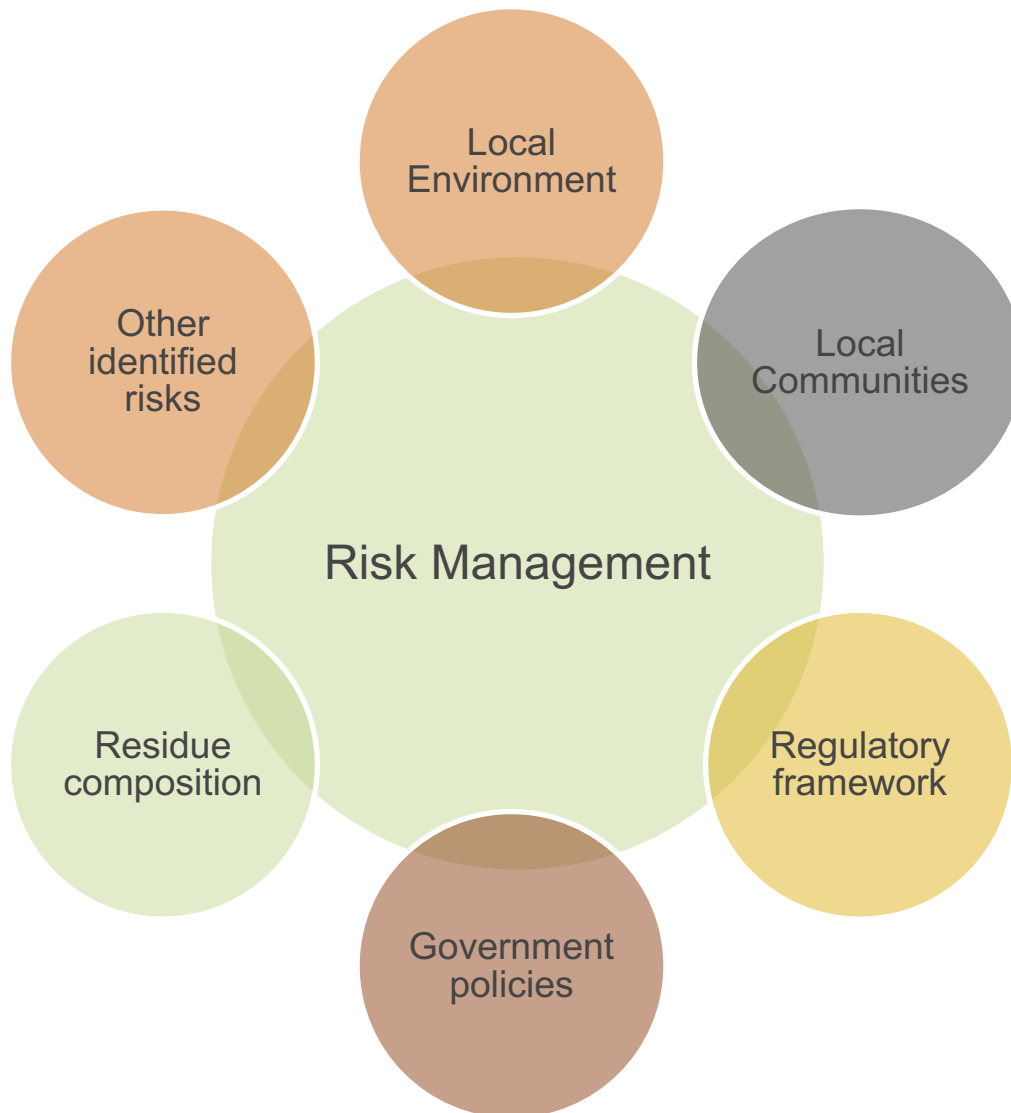 Local
Environment
Local
Communities
Other
identified
risks
Risk Management
Regulatory
framework
Residue
composition
Government
policies